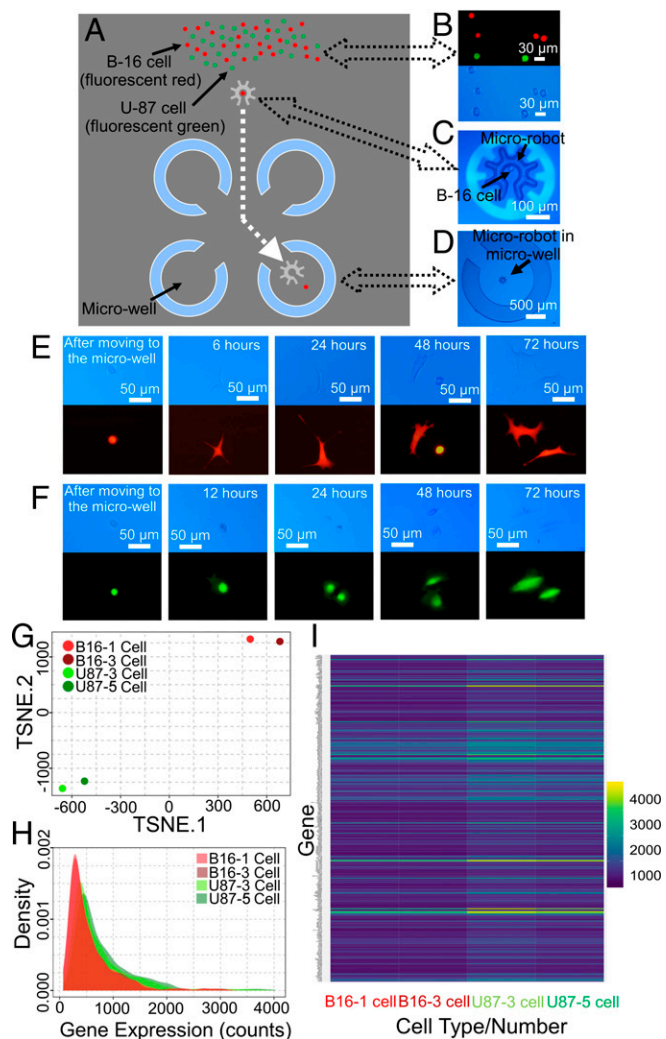 A
B-16 cell
(fluorescent red)
U-87 cell
(fluorescent green)
Micro-well
B
30
µm
30
µm
C
Micro-robot
B-16 cell
100 µm
D
Micro-robot in
micro-well
500 µm
E
After moving to
the micro-well
50 µm
6 hours
50 µm
24 hours
50 µm
48 hours
50 µm
72 hours
50 µm
F
After moving to
the micro-well
50 µm
12 hours
50 µm
24 hours
50 µm
48 hours
50 µm
72 hours
50 µm
G
B16-1 Cell
B16-3 Cell
U87-3 Cell
U87-5 Cell
TSNE.2
1000
0
-1000
-600
-300
0
300
600
TSNE.1
H
B16-1 Cell
B16-3 Cell
U87-3 Cell
U87-5 Cell
Density
0.002
0.001
0.000
0
1000
2000
3000
4000
Gene Expression (counts)
I
Gene
4000
3000
2000
1000
B16-1 cell
B16-3 cell
U87-3 cell
U87-5 cell
Cell Type/Number